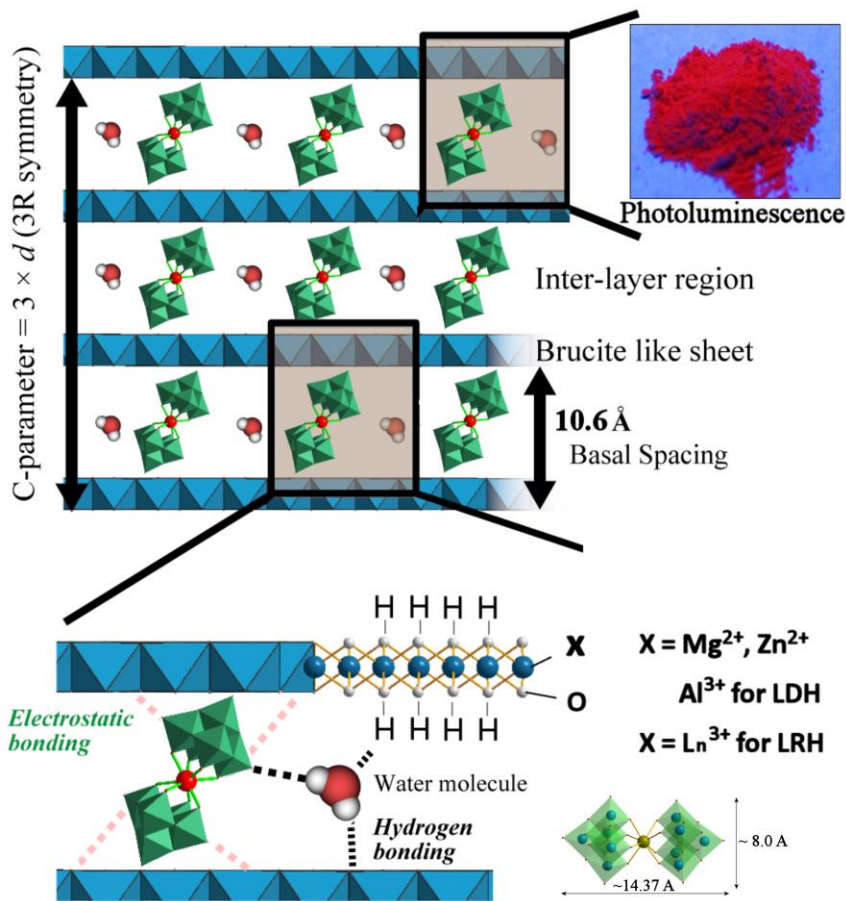 C-parameter = 3 × d (3R symmetry)
Photoluminescence
Inter-layer region
Brucite like sheet
10.6 Å
Basal Spacing
H H H H
X
X = Mg²⁺, Zn²⁺
Al³⁺ for LDH
O
X = Ln³⁺ for LRH
H H H H
Electrostatic
bonding
Water molecule
Hydrogen
bonding
~ 8.0 A
~14.37 A